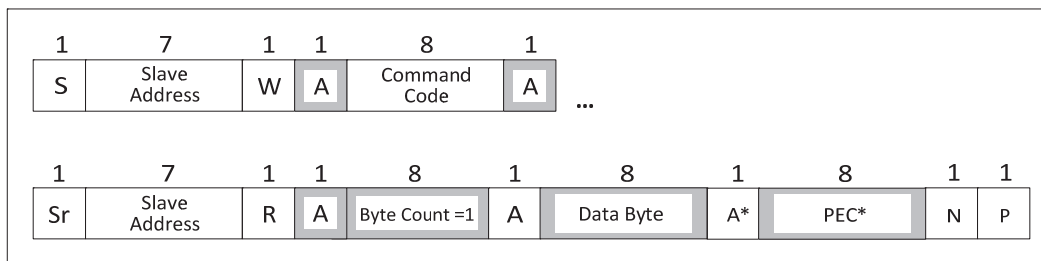 1 7 1 1 8 1
S Slave Address W A Command Code A ...
1 7 1 1 8 1 8 1 8 1 1
Sr Slave Address R A Byte Count =1 A Data Byte A* PEC* N P